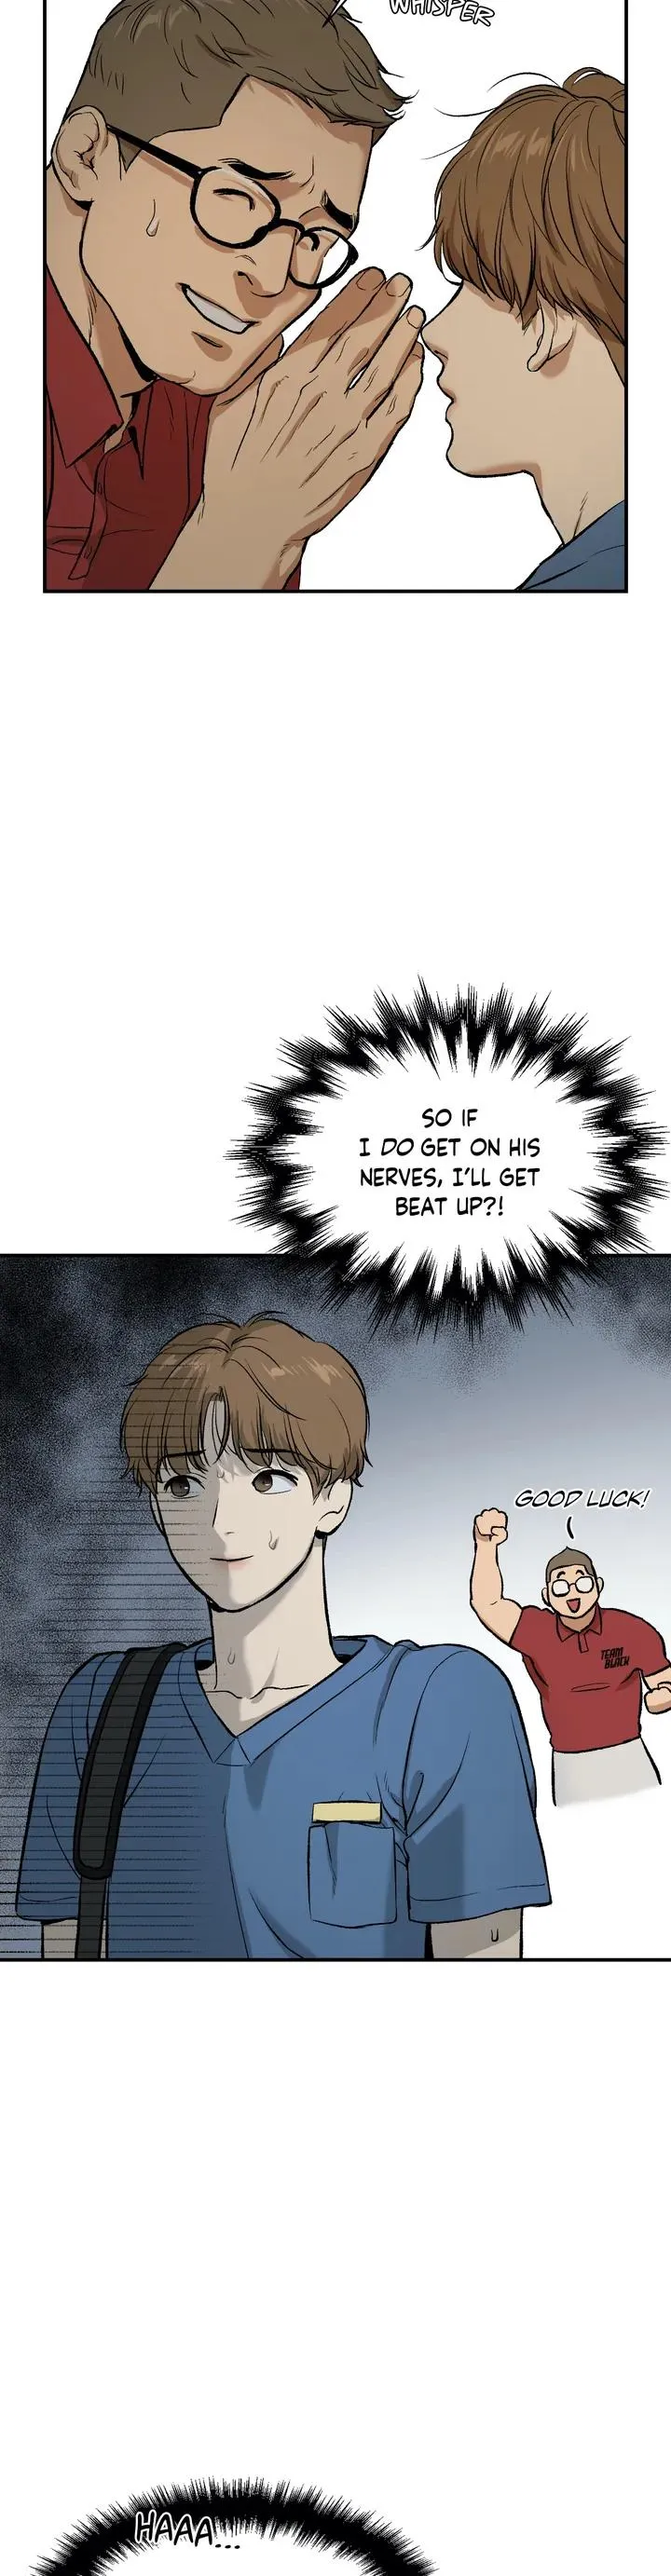 WHISPER
SO IF
I DO GET ON HIS
NERVES, I'LL GET
BEAT UP?!
GOOD LUCK!
TEAM
BLACK
HAAA...